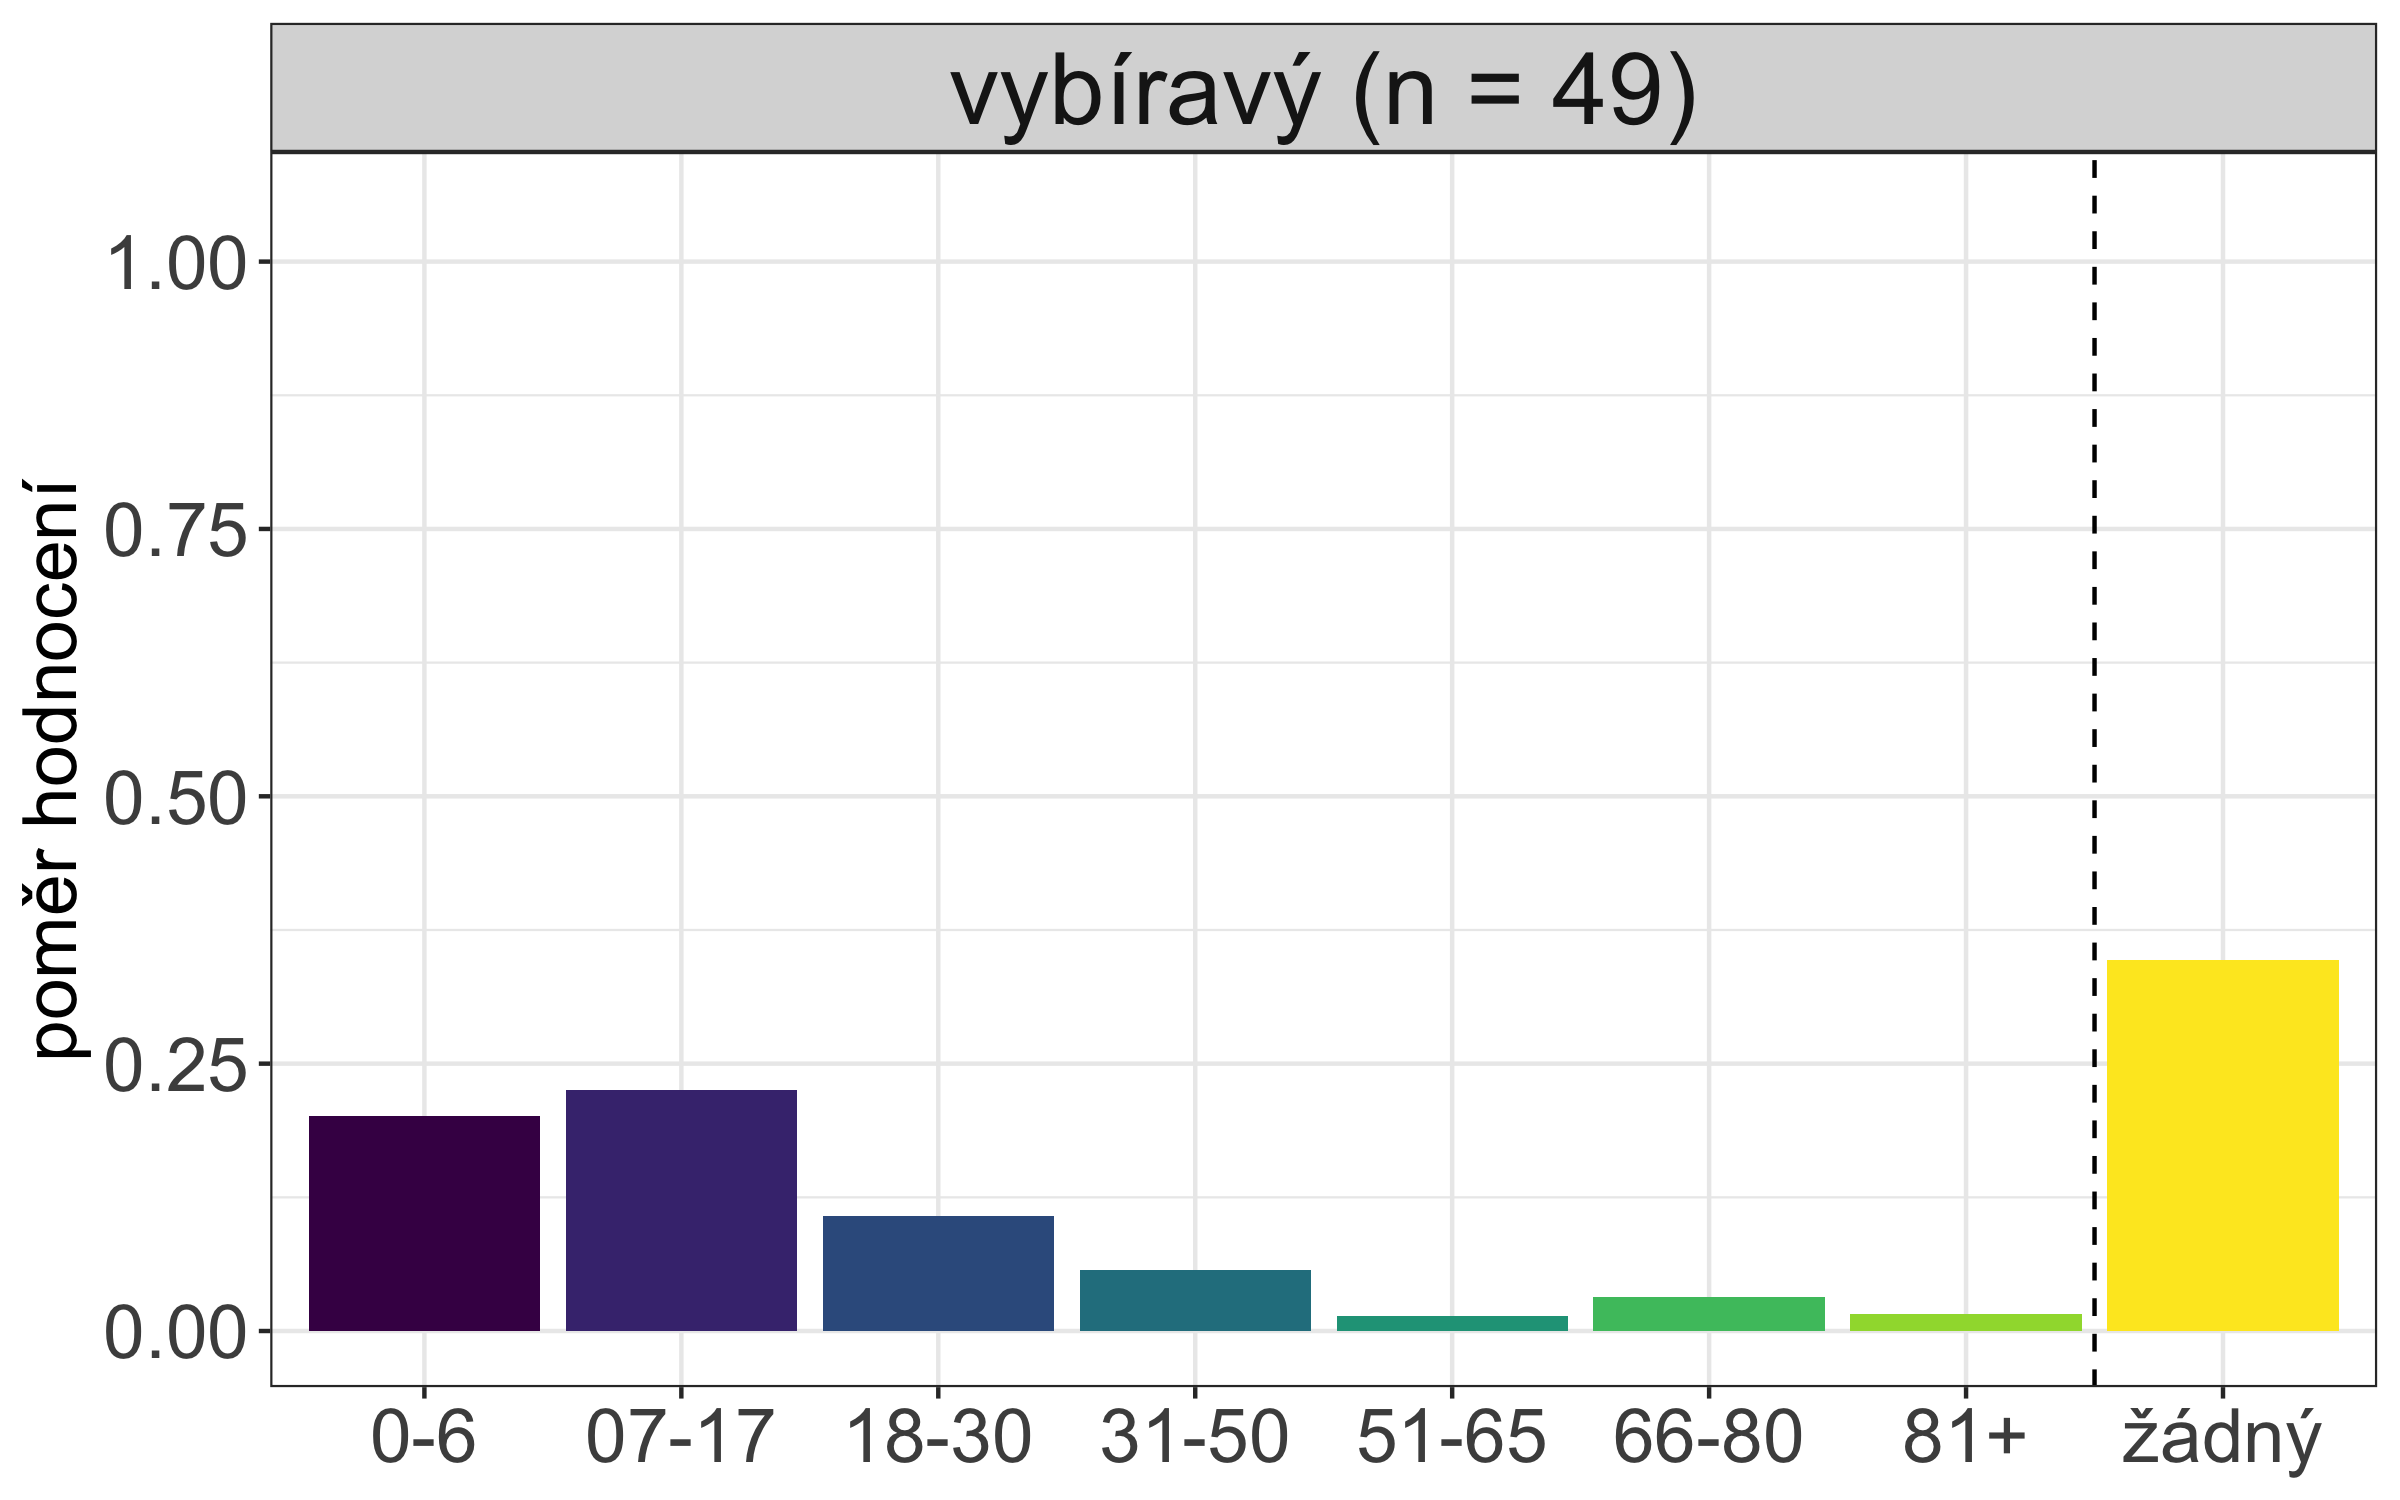 vybíravý (n = 49)
poměr hodnocení
1.00
0.75
0.50
0.25
0.00
0-6 07-17 18-30 31-50 51-65 66-80 81+ žádný